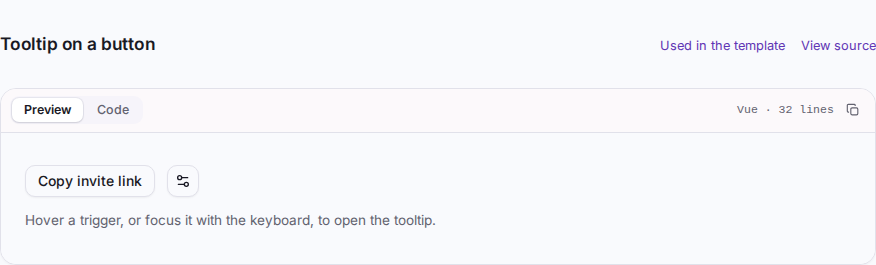 Tooltip on a button
Used in the template
View source
Preview
Code
Vue · 32 lines
Copy invite link
Hover a trigger, or focus it with the keyboard, to open the tooltip.